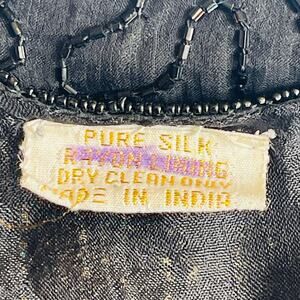 PURE SILK
RAYON LINING
DRY CLEAN ONLY
MADE IN INDIA